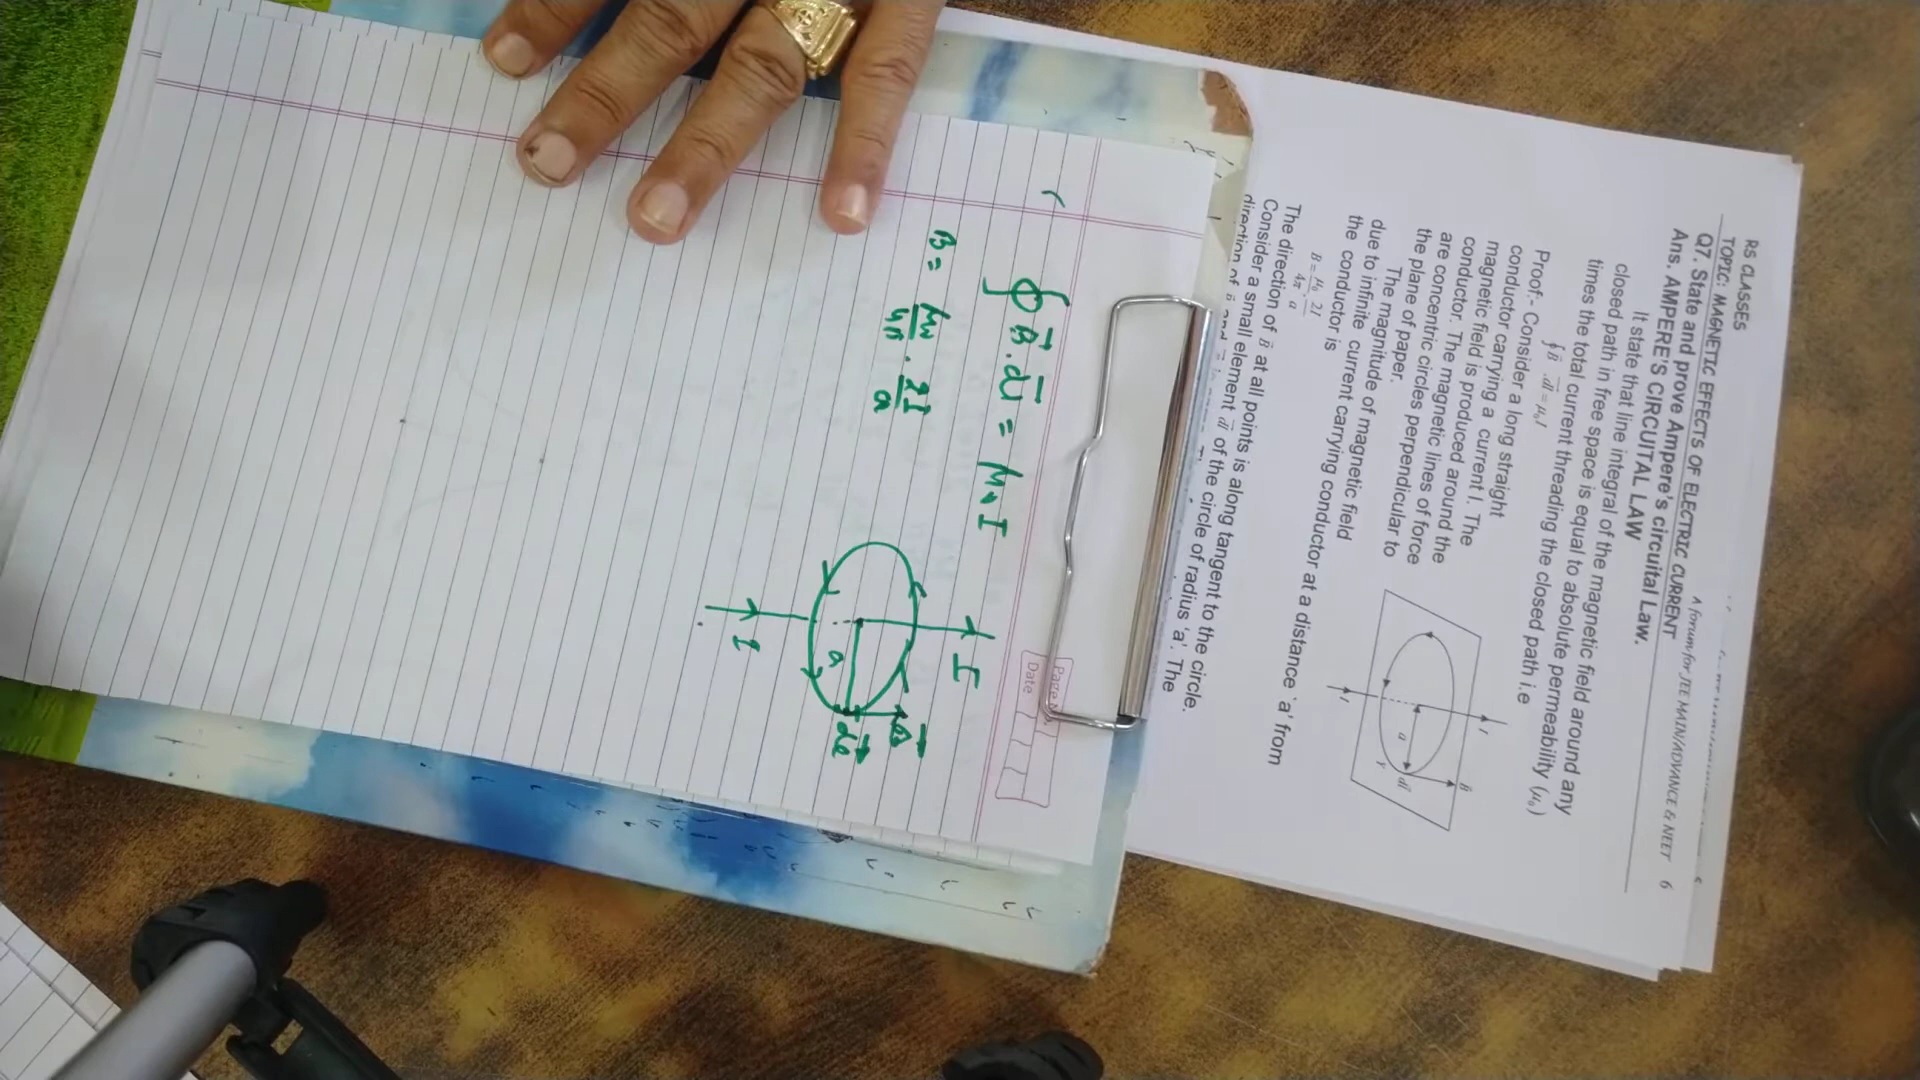 RS CLASSES
A forum for JEE MAIN/ADVANCE & NEET 6
TOPIC: MAGNETIC EFFECTS OF ELECTRIC CURRENT
Q7. State and prove Ampere's circuital Law.
Ans. AMPERE'S CIRCUITAL LAW
It state that line integral of the magnetic field around any
closed path in free space is equal to absolute permeability (μ₀)
times the total current threading the closed path i.e
∮B⃗ .dl⃗ = μ₀I
Proof:- Consider a long straight
conductor carrying a current I. The
magnetic field is produced around the
conductor. The magnetic lines of force
are concentric circles perpendicular to
the plane of paper.
The magnitude of magnetic field
due to infinite current carrying conductor at a distance 'a' from
the conductor is
B = μ₀/4π . 2I/a
The direction of B⃗ at all points is along tangent to the circle.
Consider a small element dl⃗ of the circle of radius 'a'. The
direction of B⃗ and
I
B⃗
a
dl⃗
r
I
Page No.
Date
∮ B⃗ . dl⃗ = μ₀ I
B = μ₀/4π . 2I/a
I
B⃗
a
dl⃗
I